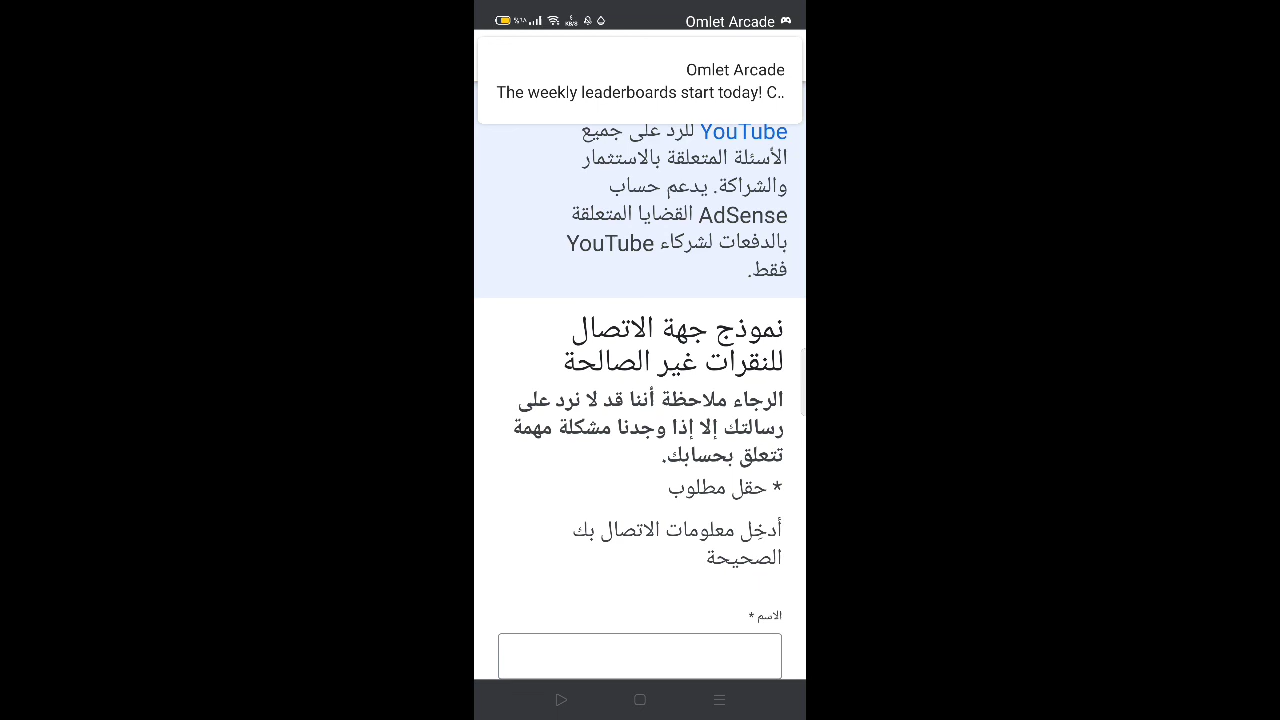 %٦٨ KB/S Omlet Arcade
Omlet Arcade
The weekly leaderboards start today! C..
YouTube للرد على جميع
الأسئلة المتعلقة بالاستثمار
والشراكة. يدعم حساب
AdSense القضايا المتعلقة
بالدفعات لشركاء YouTube
فقط.
نموذج جهة الاتصال
للنقرات غير الصالحة
الرجاء ملاحظة أننا قد لا نرد على
رسالتك إلا إذا وجدنا مشكلة مهمة
تتعلق بحسابك.
* حقل مطلوب
أدخِل معلومات الاتصال بك
الصحيحة
الاسم *